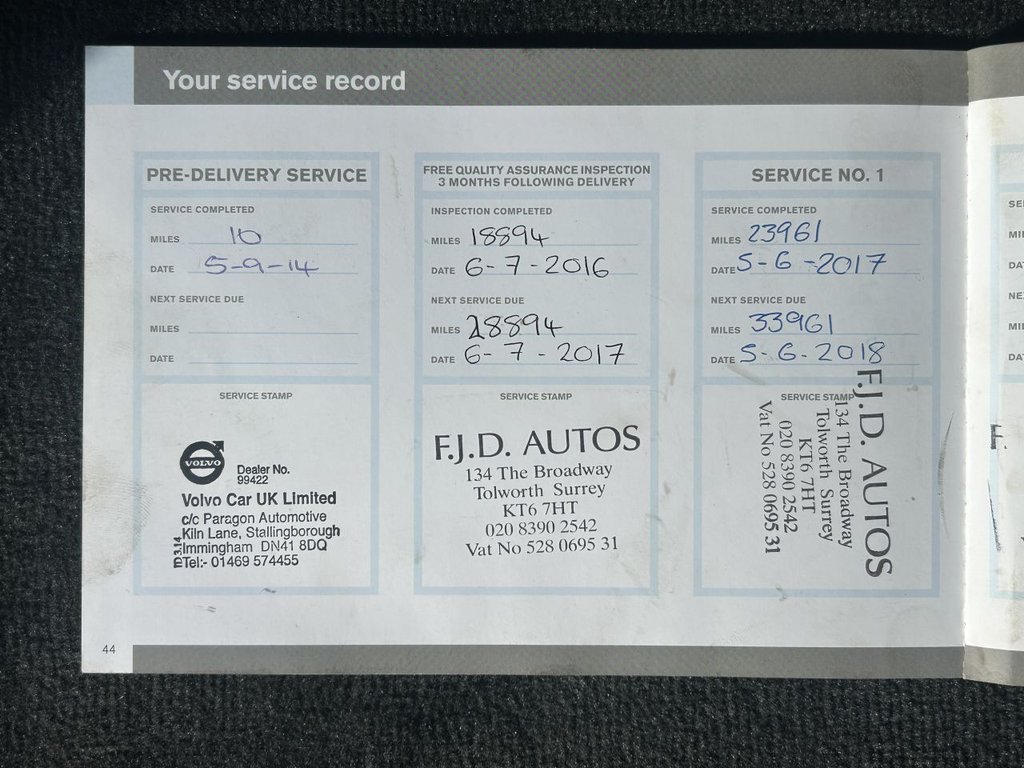 Your service record
PRE-DELIVERY SERVICE
SERVICE COMPLETED
MILES 10
DATE 5-9-14
NEXT SERVICE DUE
MILES
DATE
SERVICE STAMP
VOLVO
Dealer No.
99422
Volvo Car UK Limited
c/c Paragon Automotive
Kiln Lane, Stallingborough
Immingham DN41 8DQ
Tel:- 01469 574455
FREE QUALITY ASSURANCE INSPECTION
3 MONTHS FOLLOWING DELIVERY
INSPECTION COMPLETED
MILES 18894
DATE 6-7-2016
NEXT SERVICE DUE
MILES 28894
DATE 6-7-2017
SERVICE STAMP
F.J.D. AUTOS
134 The Broadway
Tolworth Surrey
KT6 7HT
020 8390 2542
Vat No 528 0695 31
SERVICE NO. 1
SERVICE COMPLETED
MILES 23961
DATE 5-6-2017
NEXT SERVICE DUE
MILES 33961
DATE 5-6-2018
SERVICE STAMP
F.J.D. AUTOS
134 The Broadway
Tolworth Surrey
KT6 7HT
020 8390 2542
Vat No 528 0695 31
44